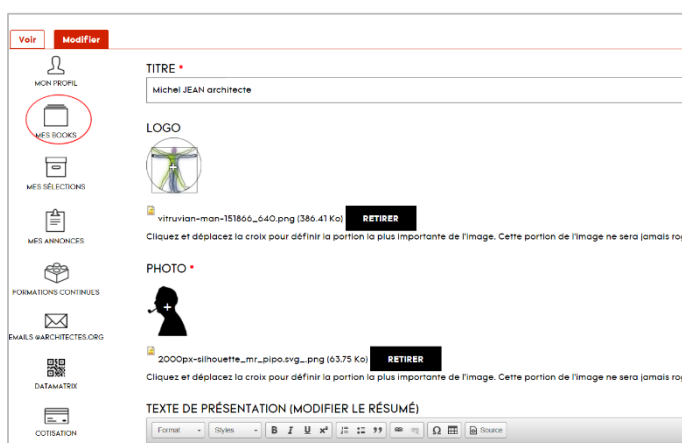 Voir Modifier
MON PROFIL
MES BOOKS
MES SÉLECTIONS
MES ANNONCES
FORMATIONS CONTINUES
EMAILS @ARCHITECTES.ORG
DATAMATRIX
COTISATION
TITRE *
Michel JEAN architecte
LOGO
vitruvian-man-151866_640.png (386.41 Ko) RETIRER
Cliquez et déplacez la croix pour définir la portion la plus importante de l'image. Cette portion de l'image ne sera jamais rog
PHOTO *
2000px-silhouette_mr_pipo.svg_.png (63.75 Ko) RETIRER
Cliquez et déplacez la croix pour définir la portion la plus importante de l'image. Cette portion de l'image ne sera jamais rog
TEXTE DE PRÉSENTATION (MODIFIER LE RÉSUMÉ)
Format Styles B I U x² Ω Source